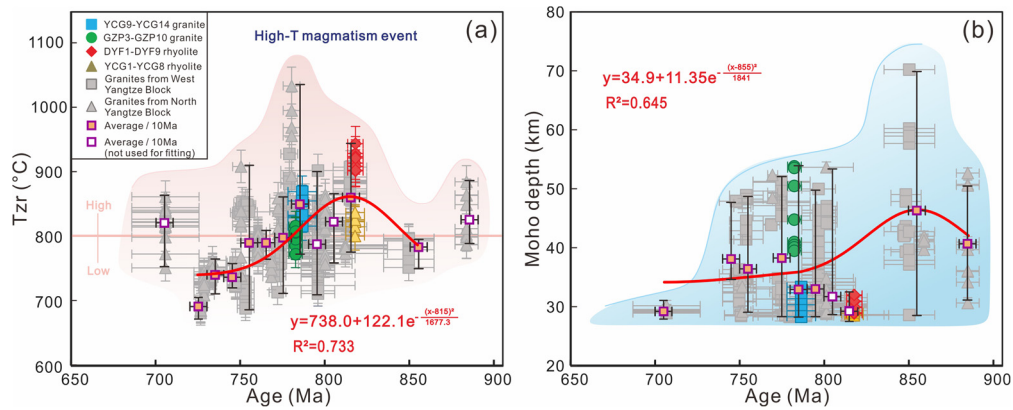 (a)
High-T magmatism event
YCG9-YCG14 granite
GZP3-GZP10 granite
DYF1-DYF9 rhyolite
YCG1-YCG8 rhyolite
Granites from West
Yangtze Block
Granites from North
Yangtze Block
Average / 10Ma
Average / 10Ma
(not used for fitting)
Tzr (°C)
1100
1000
900
800
700
600
High
Low
y=738.0+122.1e^-(x-815)²/1677.3
R²=0.733
650
700
750
800
850
900
Age (Ma)
(b)
y=34.9+11.35e^-(x-855)²/1841
R²=0.645
Moho depth (km)
80
70
60
50
40
30
20
650
700
750
800
850
900
Age (Ma)